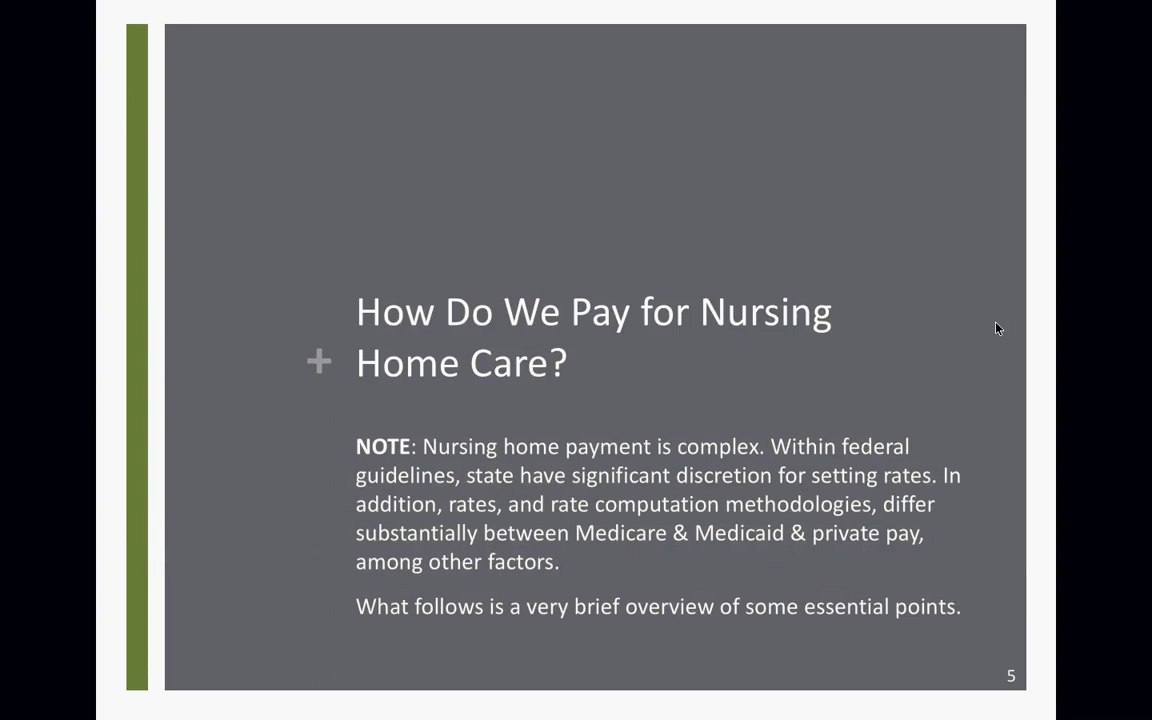 How Do We Pay for Nursing
+ Home Care?
NOTE: Nursing home payment is complex. Within federal
guidelines, state have significant discretion for setting rates. In
addition, rates, and rate computation methodologies, differ
substantially between Medicare & Medicaid & private pay,
among other factors.
What follows is a very brief overview of some essential points.
5